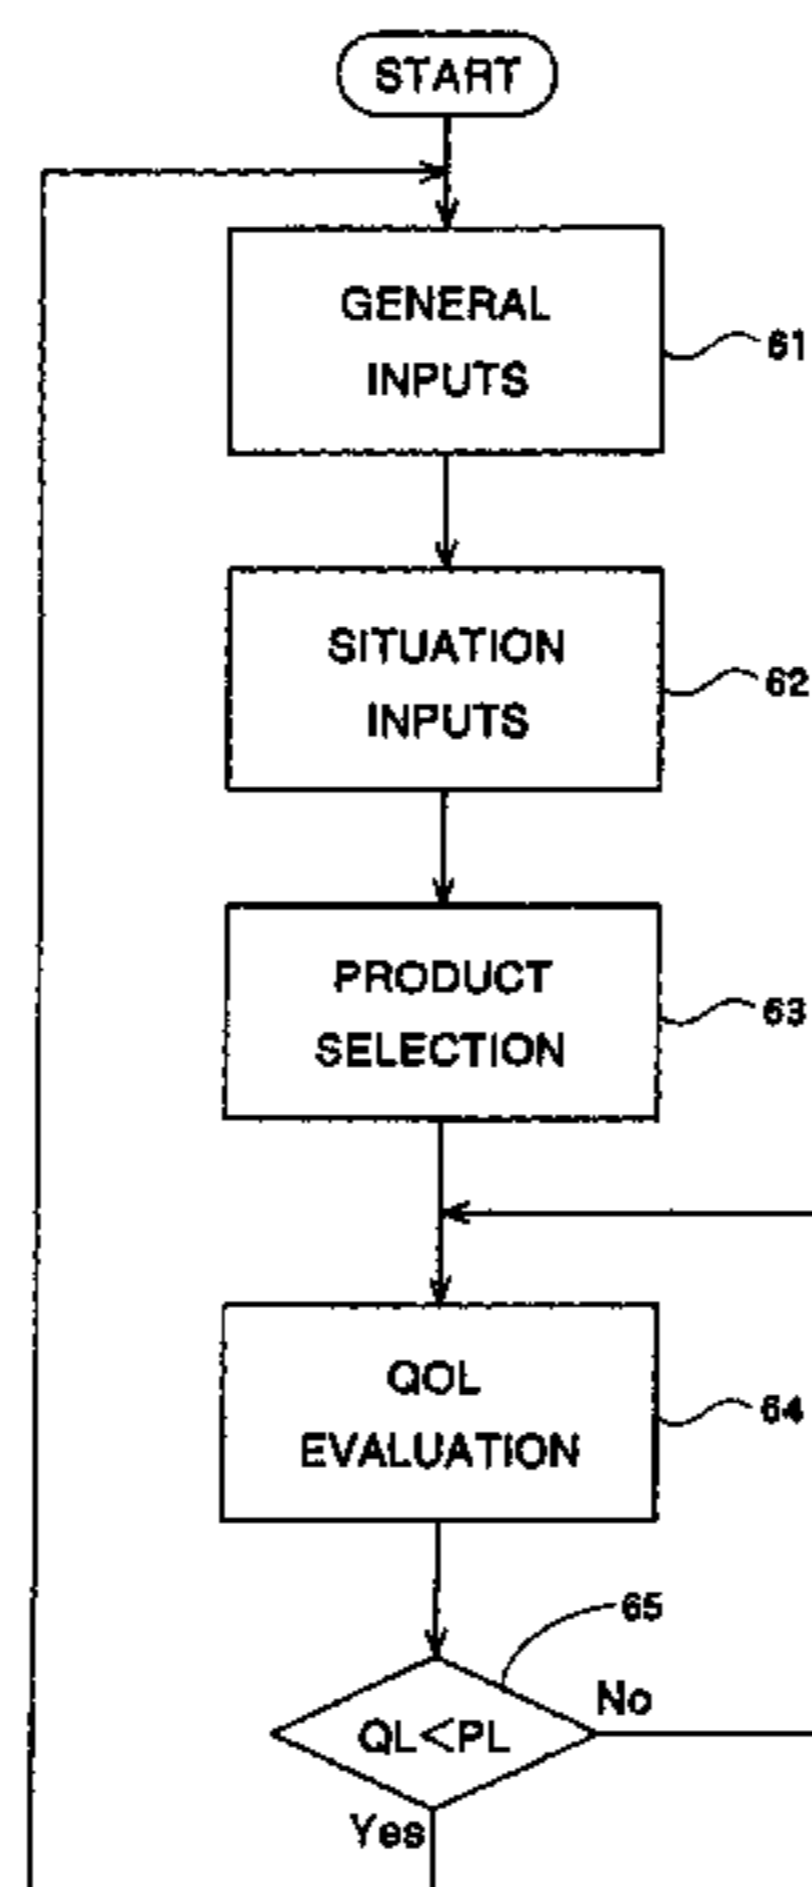 START
GENERAL
INPUTS
61
SITUATION
INPUTS
62
PRODUCT
SELECTION
63
QOL
EVALUATION
64
65
QL<PL
No
Yes